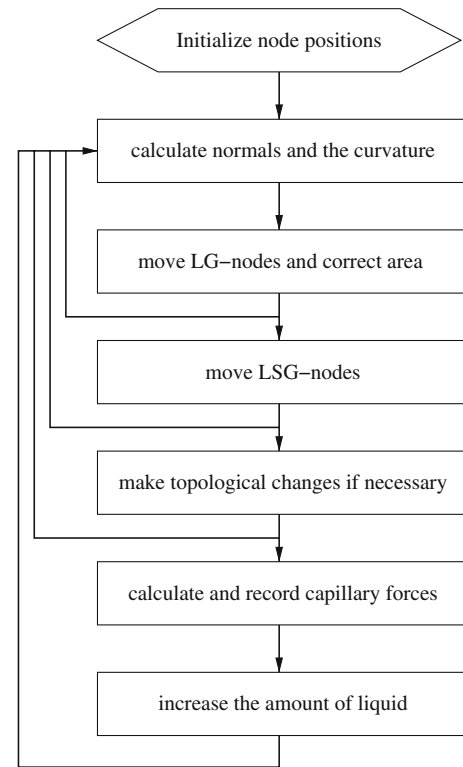 Initialize node positions
calculate normals and the curvature
move LG−nodes and correct area
move LSG−nodes
make topological changes if necessary
calculate and record capillary forces
increase the amount of liquid